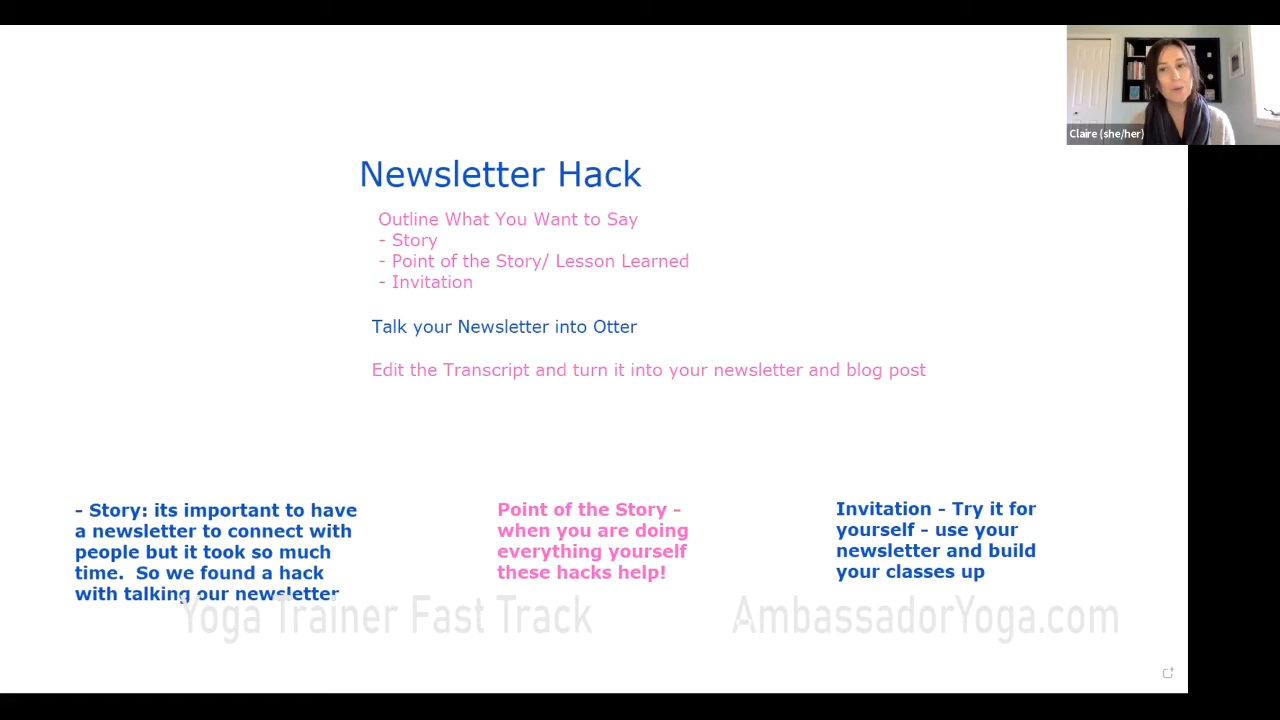 Claire (she/her)
Newsletter Hack
Outline What You Want to Say
- Story
- Point of the Story/ Lesson Learned
- Invitation
Talk your Newsletter into Otter
Edit the Transcript and turn it into your newsletter and blog post
- Story: its important to have
a newsletter to connect with
people but it took so much
time. So we found a hack
with talking our newsletter
Point of the Story -
when you are doing
everything yourself
these hacks help!
Invitation - Try it for
yourself - use your
newsletter and build
your classes up
Yoga Trainer Fast Track
AmbassadorYoga.com